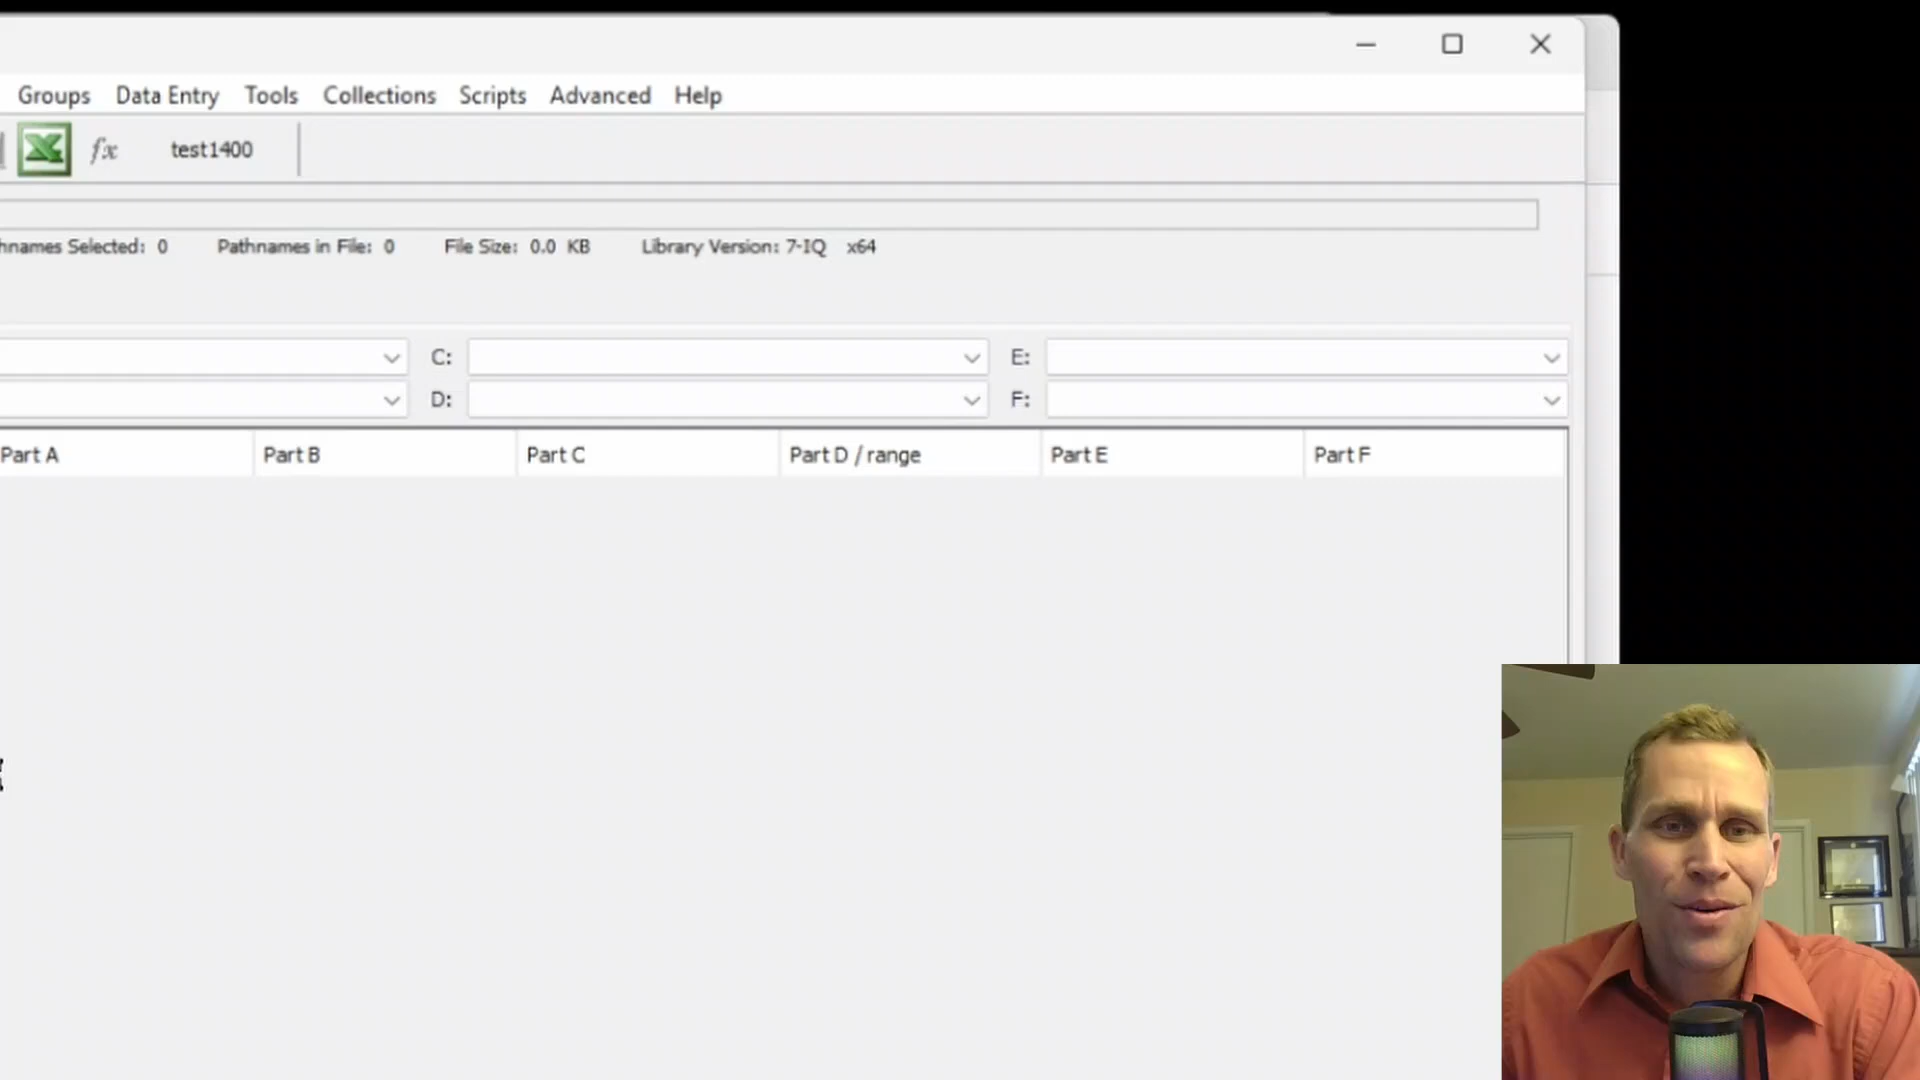 Groups Data Entry Tools Collections Scripts Advanced Help
fx test1400
Selected: 0 Pathnames in File: 0 File Size: 0.0 KB Library Version: 7-IQ x64
C: E:
D: F:
Part A Part B Part C Part D / range Part E Part F